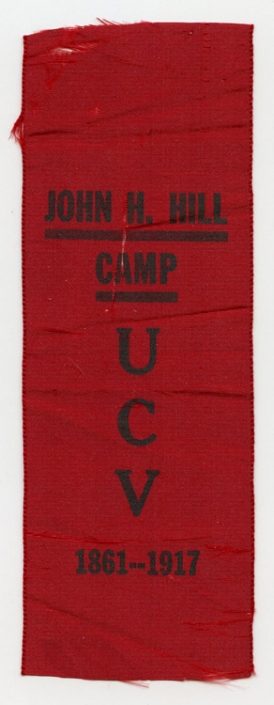 JOHN H. HILL
CAMP
U
C
V
1861--1917